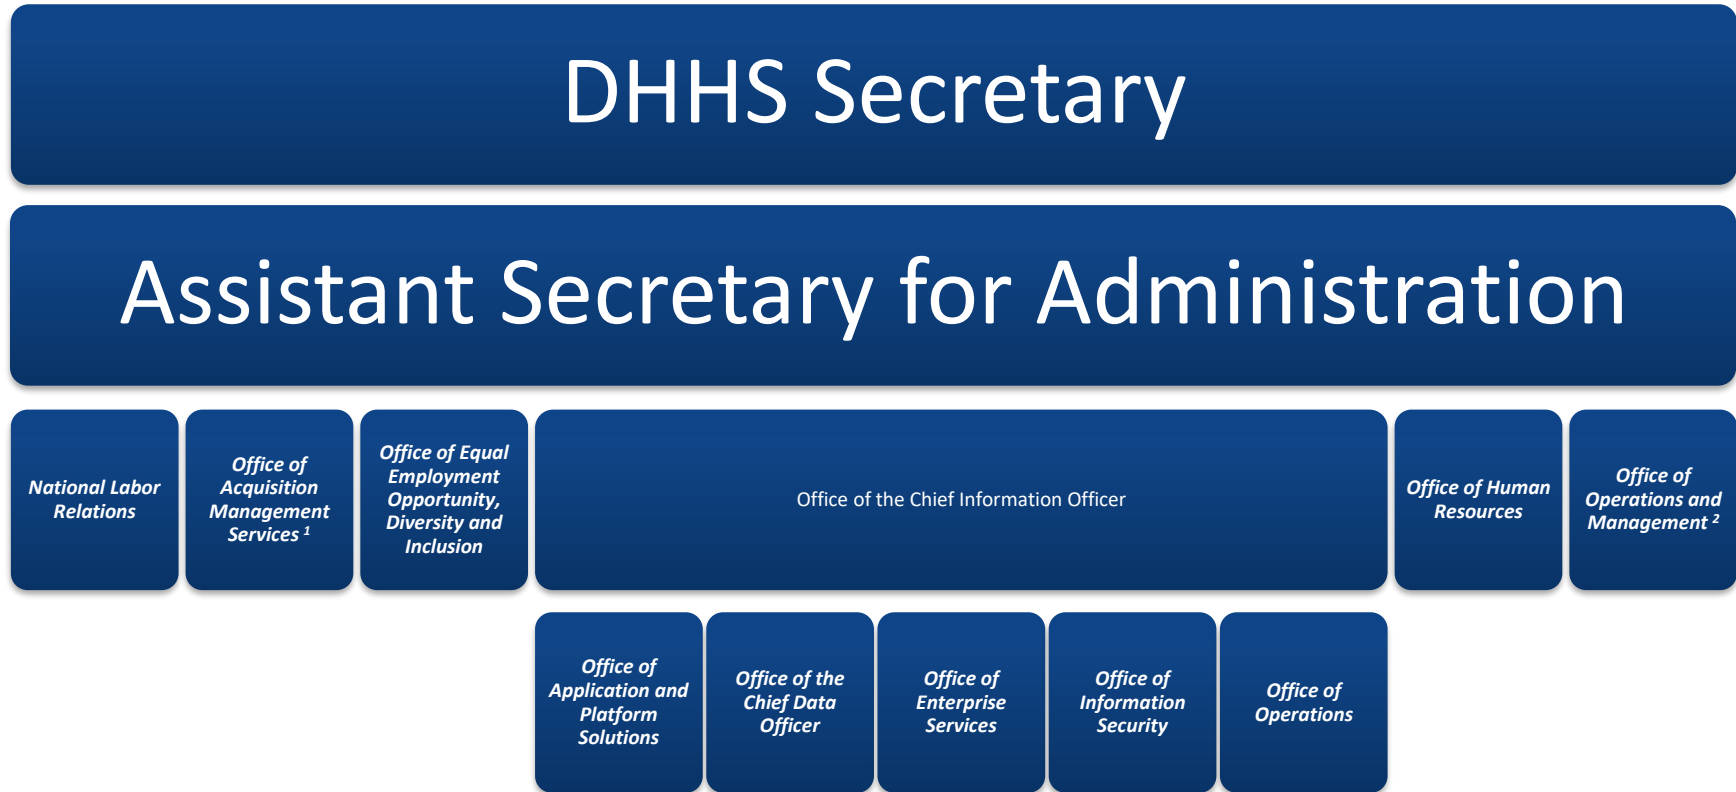 DHHS Secretary
Assistant Secretary for Administration
National Labor
Relations
Office of
Acquisition
Management
Services 1
Office of Equal
Employment
Opportunity,
Diversity and
Inclusion
Office of the Chief Information Officer
Office of Human
Resources
Office of
Operations and
Management 2
Office of
Application and
Platform
Solutions
Office of the
Chief Data
Officer
Office of
Enterprise
Services
Office of
Information
Security
Office of
Operations